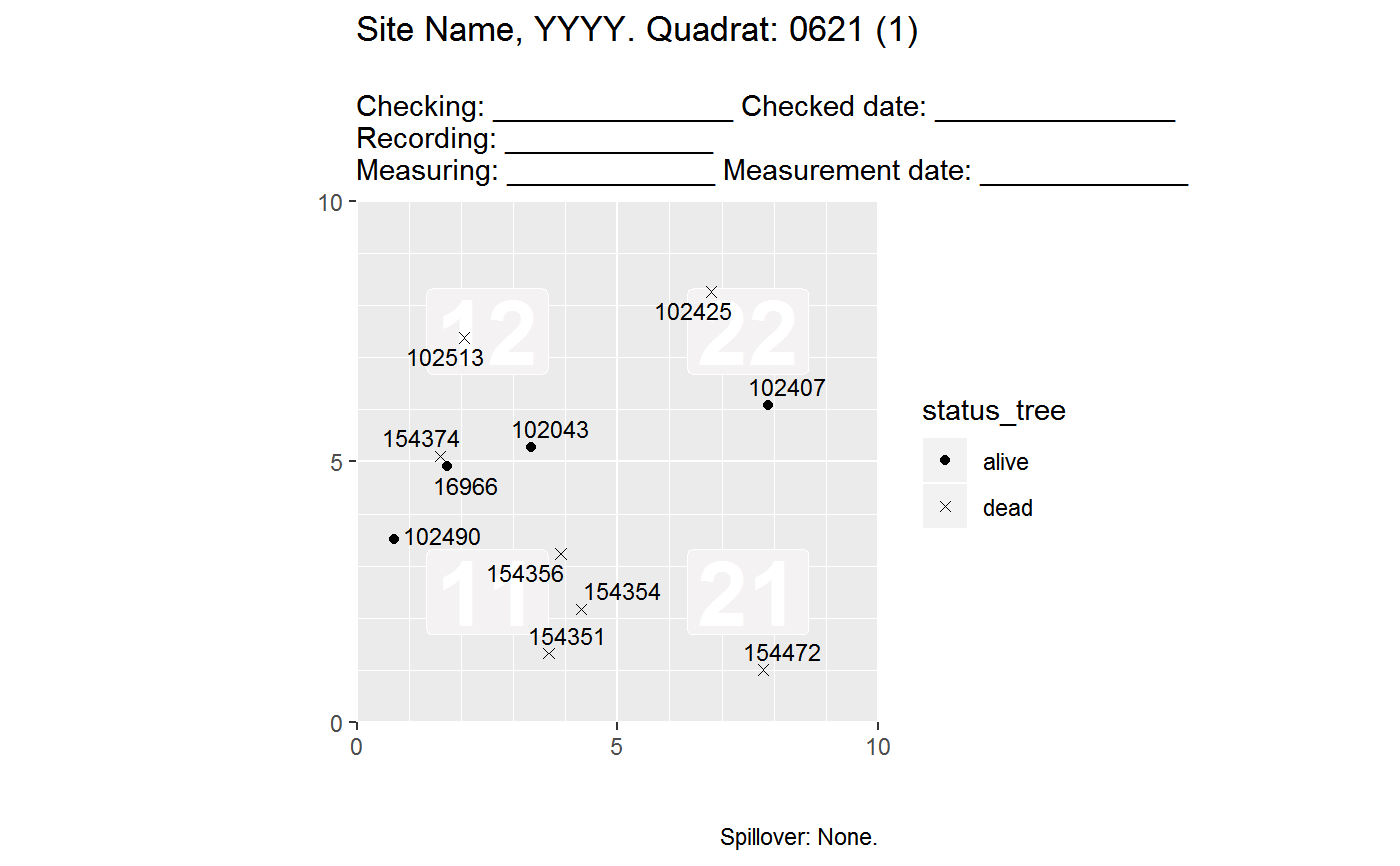 Site Name, YYYY. Quadrat: 0621 (1)
Checking: _______________ Checked date: _______________
Recording: _____________
Measuring: _____________ Measurement date: _____________
10
12
22
102425
102513
102407
102043
154374
5
16966
102490
11
21
154356
154354
154351
154472
0
0 5 10
status_tree
alive
dead
Spillover: None.